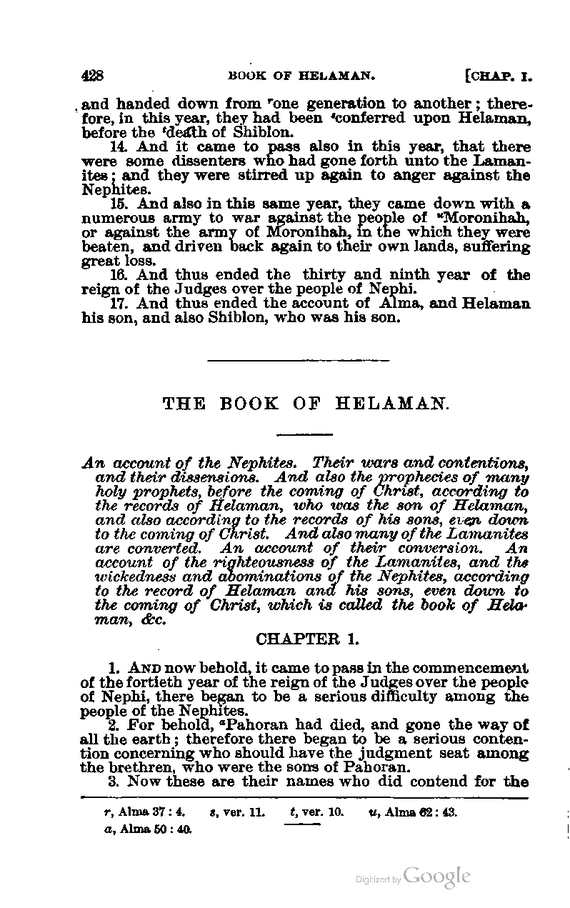 428 BOOK OF HELAMAN. [CHAP. I.
and handed down from ʳone generation to another; there-
fore, in this year, they had been ˢconferred upon Helaman,
before the ᵗdeath of Shiblon.
14. And it came to pass also in this year, that there
were some dissenters who had gone forth unto the Laman-
ites; and they were stirred up again to anger against the
Nephites.
15. And also in this same year, they came down with a
numerous army to war against the people of ᵘMoronihah,
or against the army of Moronihah, in the which they were
beaten, and driven back again to their own lands, suffering
great loss.
16. And thus ended the thirty and ninth year of the
reign of the Judges over the people of Nephi.
17. And thus ended the account of Alma, and Helaman
his son, and also Shiblon, who was his son.
THE BOOK OF HELAMAN.
An account of the Nephites. Their wars and contentions,
and their dissensions. And also the prophecies of many
holy prophets, before the coming of Christ, according to
the records of Helaman, who was the son of Helaman,
and also according to the records of his sons, even down
to the coming of Christ. And also many of the Lamanites
are converted. An account of their conversion. An
account of the righteousness of the Lamanites, and the
wickedness and abominations of the Nephites, according
to the record of Helaman and his sons, even down to
the coming of Christ, which is called the book of Hela-
man, &c.
CHAPTER 1.
1. AND now behold, it came to pass in the commencement
of the fortieth year of the reign of the Judges over the people
of Nephi, there began to be a serious difficulty among the
people of the Nephites.
2. For behold, ᵃPahoran had died, and gone the way of
all the earth; therefore there began to be a serious conten-
tion concerning who should have the judgment seat among
the brethren, who were the sons of Pahoran.
3. Now these are their names who did contend for the
r, Alma 37 : 4. s, ver. 11. t, ver. 10. u, Alma 62 : 43.
a, Alma 50 : 40.
Digitized by Google